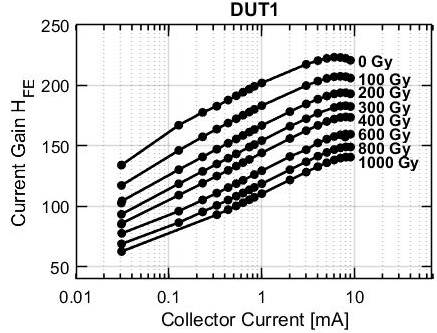 DUT1
250
200
150
100
50
Current Gain H_FE
0 Gy
100 Gy
200 Gy
300 Gy
400 Gy
600 Gy
800 Gy
1000 Gy
0.01
0.1
1
10
Collector Current [mA]